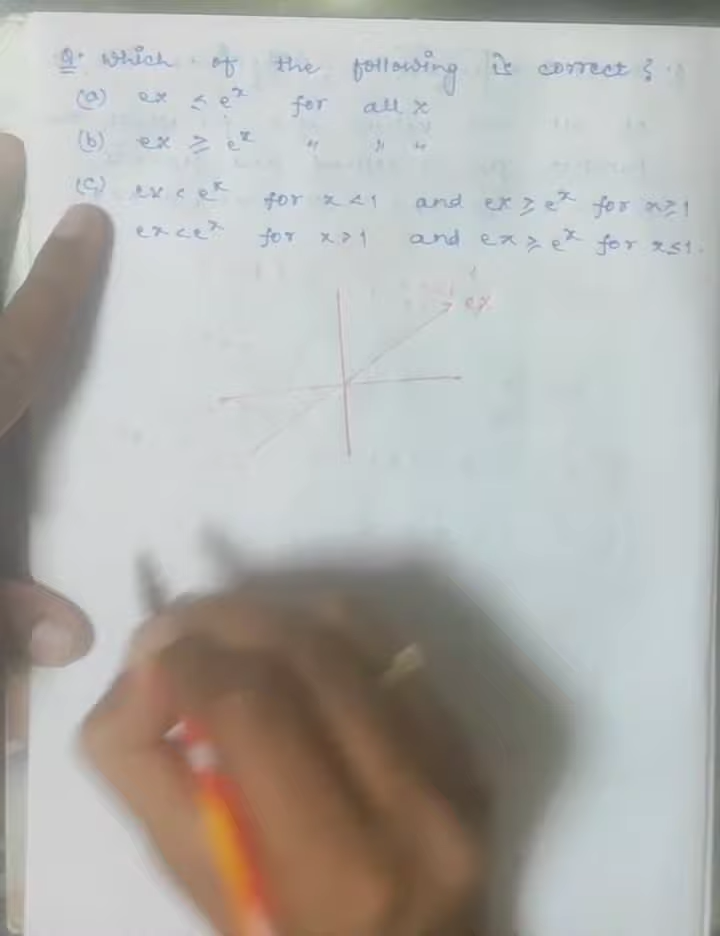 Q. Which of the following is correct?
(a) ex ≤ e^x for all x
(b) ex ≥ e^x " " "
(c) ex < e^x for x < 1 and ex ≥ e^x for x ≥ 1
ex < e^x for x > 1 and ex ≥ e^x for x ≤ 1.
ex